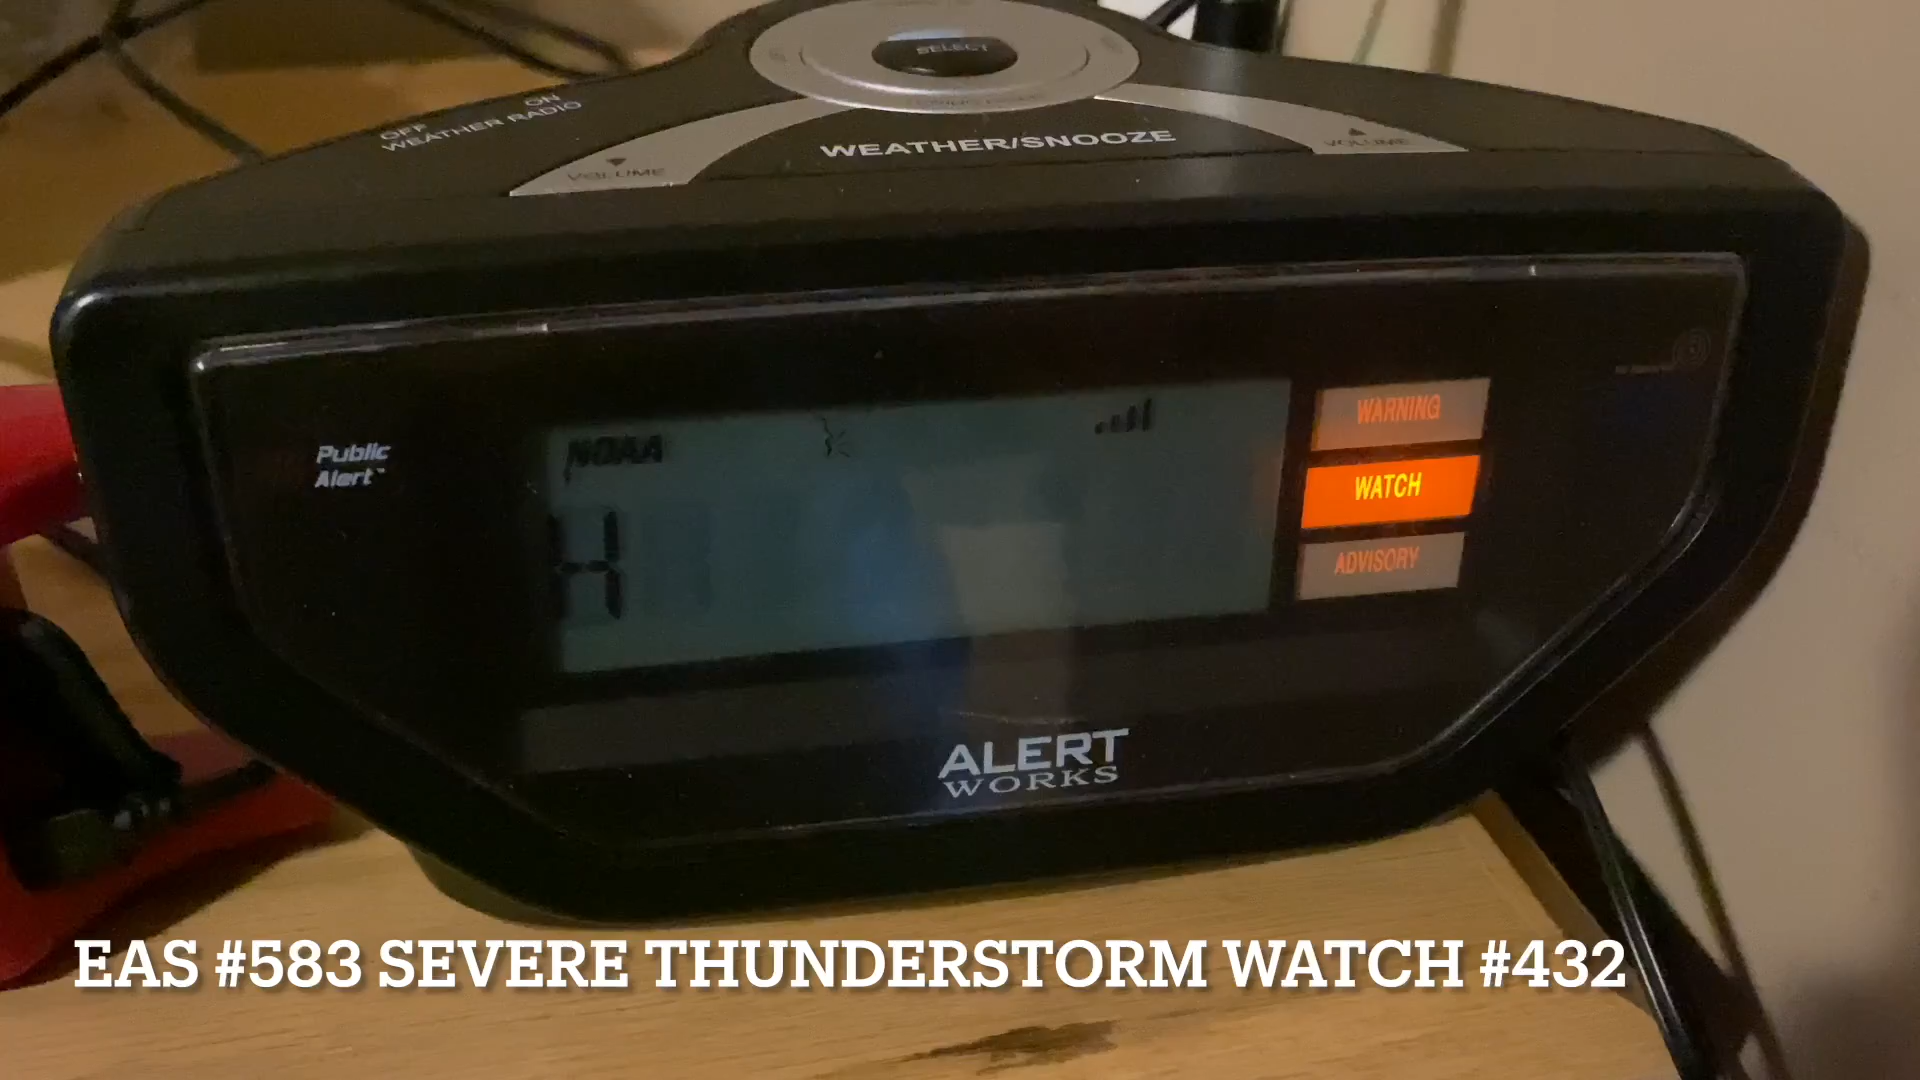 SELECT
ON
OFF
WEATHER RADIO
WEATHER/SNOOZE
VOLUME
VOLUME
NOAA
WARNING
Public
Alert™
WATCH
ADVISORY
ALERT
WORKS
EAS #583 SEVERE THUNDERSTORM WATCH #432